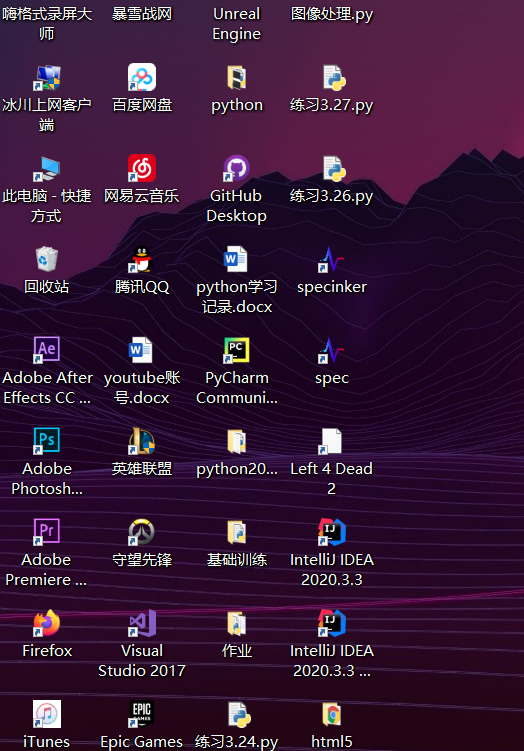 嗨格式录屏大
师
暴雪战网
Unreal
Engine
图像处理.py
冰川上网客户
端
百度网盘
python
练习3.27.py
此电脑 - 快捷
方式
网易云音乐
GitHub
Desktop
练习3.26.py
回收站
腾讯QQ
W
python学习
记录.docx
specinker
Ae
Adobe After
Effects CC ...
W
youtube账
号.docx
PC
PyCharm
Communi...
spec
Ps
Adobe
Photosh...
英雄联盟
python20...
Left 4 Dead
2
Pr
Adobe
Premiere ...
守望先锋
基础训练
IJ
IntelliJ IDEA
2020.3.3
Firefox
Visual
Studio 2017
作业
IJ
IntelliJ IDEA
2020.3.3 ...
iTunes
EPIC
GAMES
Epic Games
练习3.24.py
html5